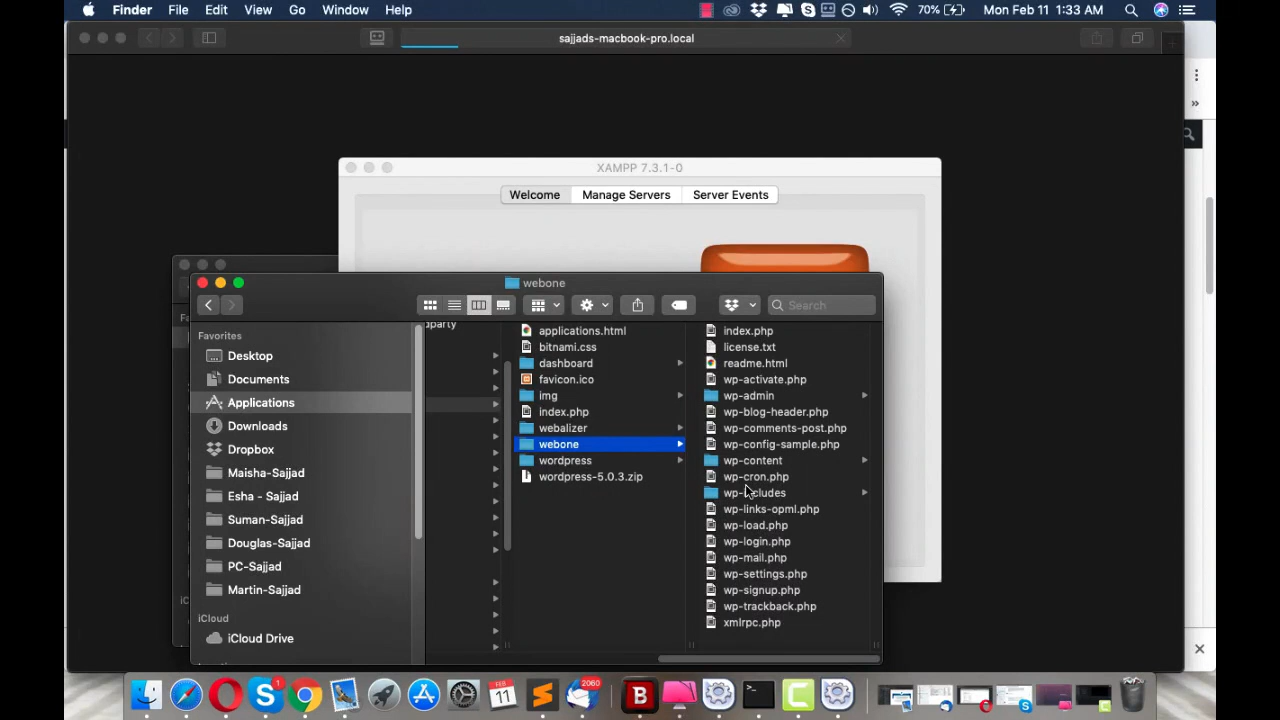 Finder File Edit View Go Window Help 70% Mon Feb 11 1:33 AM
sajjads-macbook-pro.local
XAMPP 7.3.1-0
Welcome Manage Servers Server Events
webone
Search
Favorites
Desktop
Documents
Applications
Downloads
Dropbox
Maisha-Sajjad
Esha - Sajjad
Suman-Sajjad
Douglas-Sajjad
PC-Sajjad
Martin-Sajjad
iCloud
iCloud Drive
dparty
applications.html
bitnami.css
dashboard
favicon.ico
img
index.php
webalizer
webone
wordpress
wordpress-5.0.3.zip
index.php
license.txt
readme.html
wp-activate.php
wp-admin
wp-blog-header.php
wp-comments-post.php
wp-config-sample.php
wp-content
wp-cron.php
wp-includes
wp-links-opml.php
wp-load.php
wp-login.php
wp-mail.php
wp-settings.php
wp-signup.php
wp-trackback.php
xmlrpc.php
FEB
11
1
2060